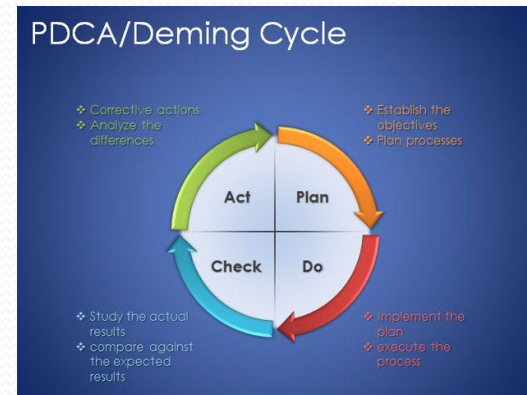 PDCA/Deming Cycle
❖ Corrective actions
❖ Analyze the
differences
❖ Establish the
objectives
❖ Plan processes
Act
Plan
Check
Do
❖ Study the actual
results
❖ compare against
the expected
results
❖ Implement the
plan
❖ execute the
process